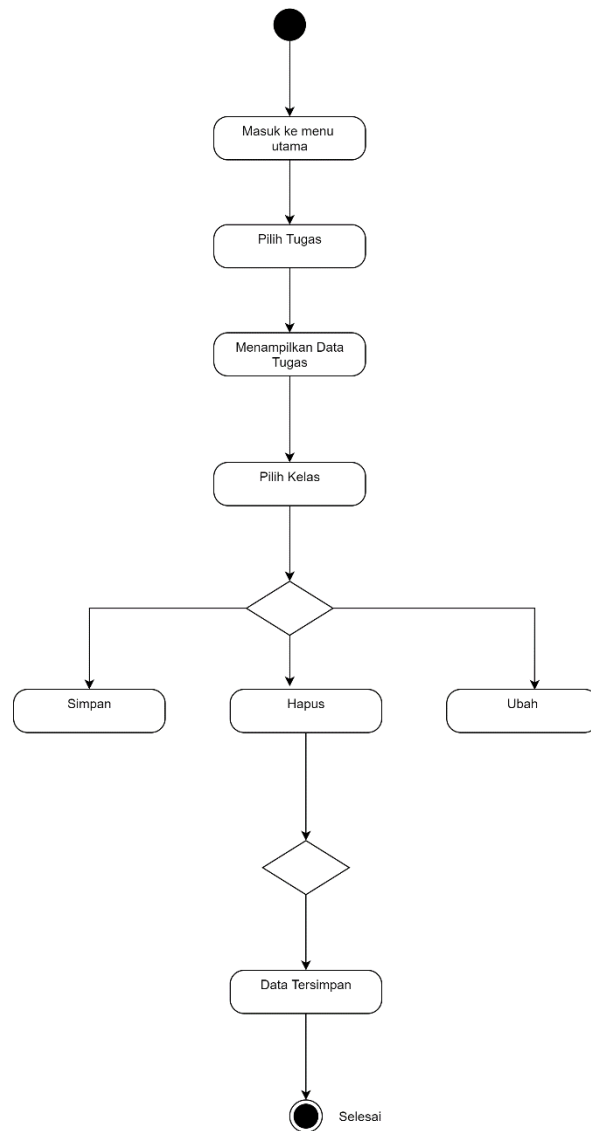 Masuk ke menu
utama
Pilih Tugas
Menampilkan Data
Tugas
Pilih Kelas
Simpan
Hapus
Ubah
Data Tersimpan
Selesai